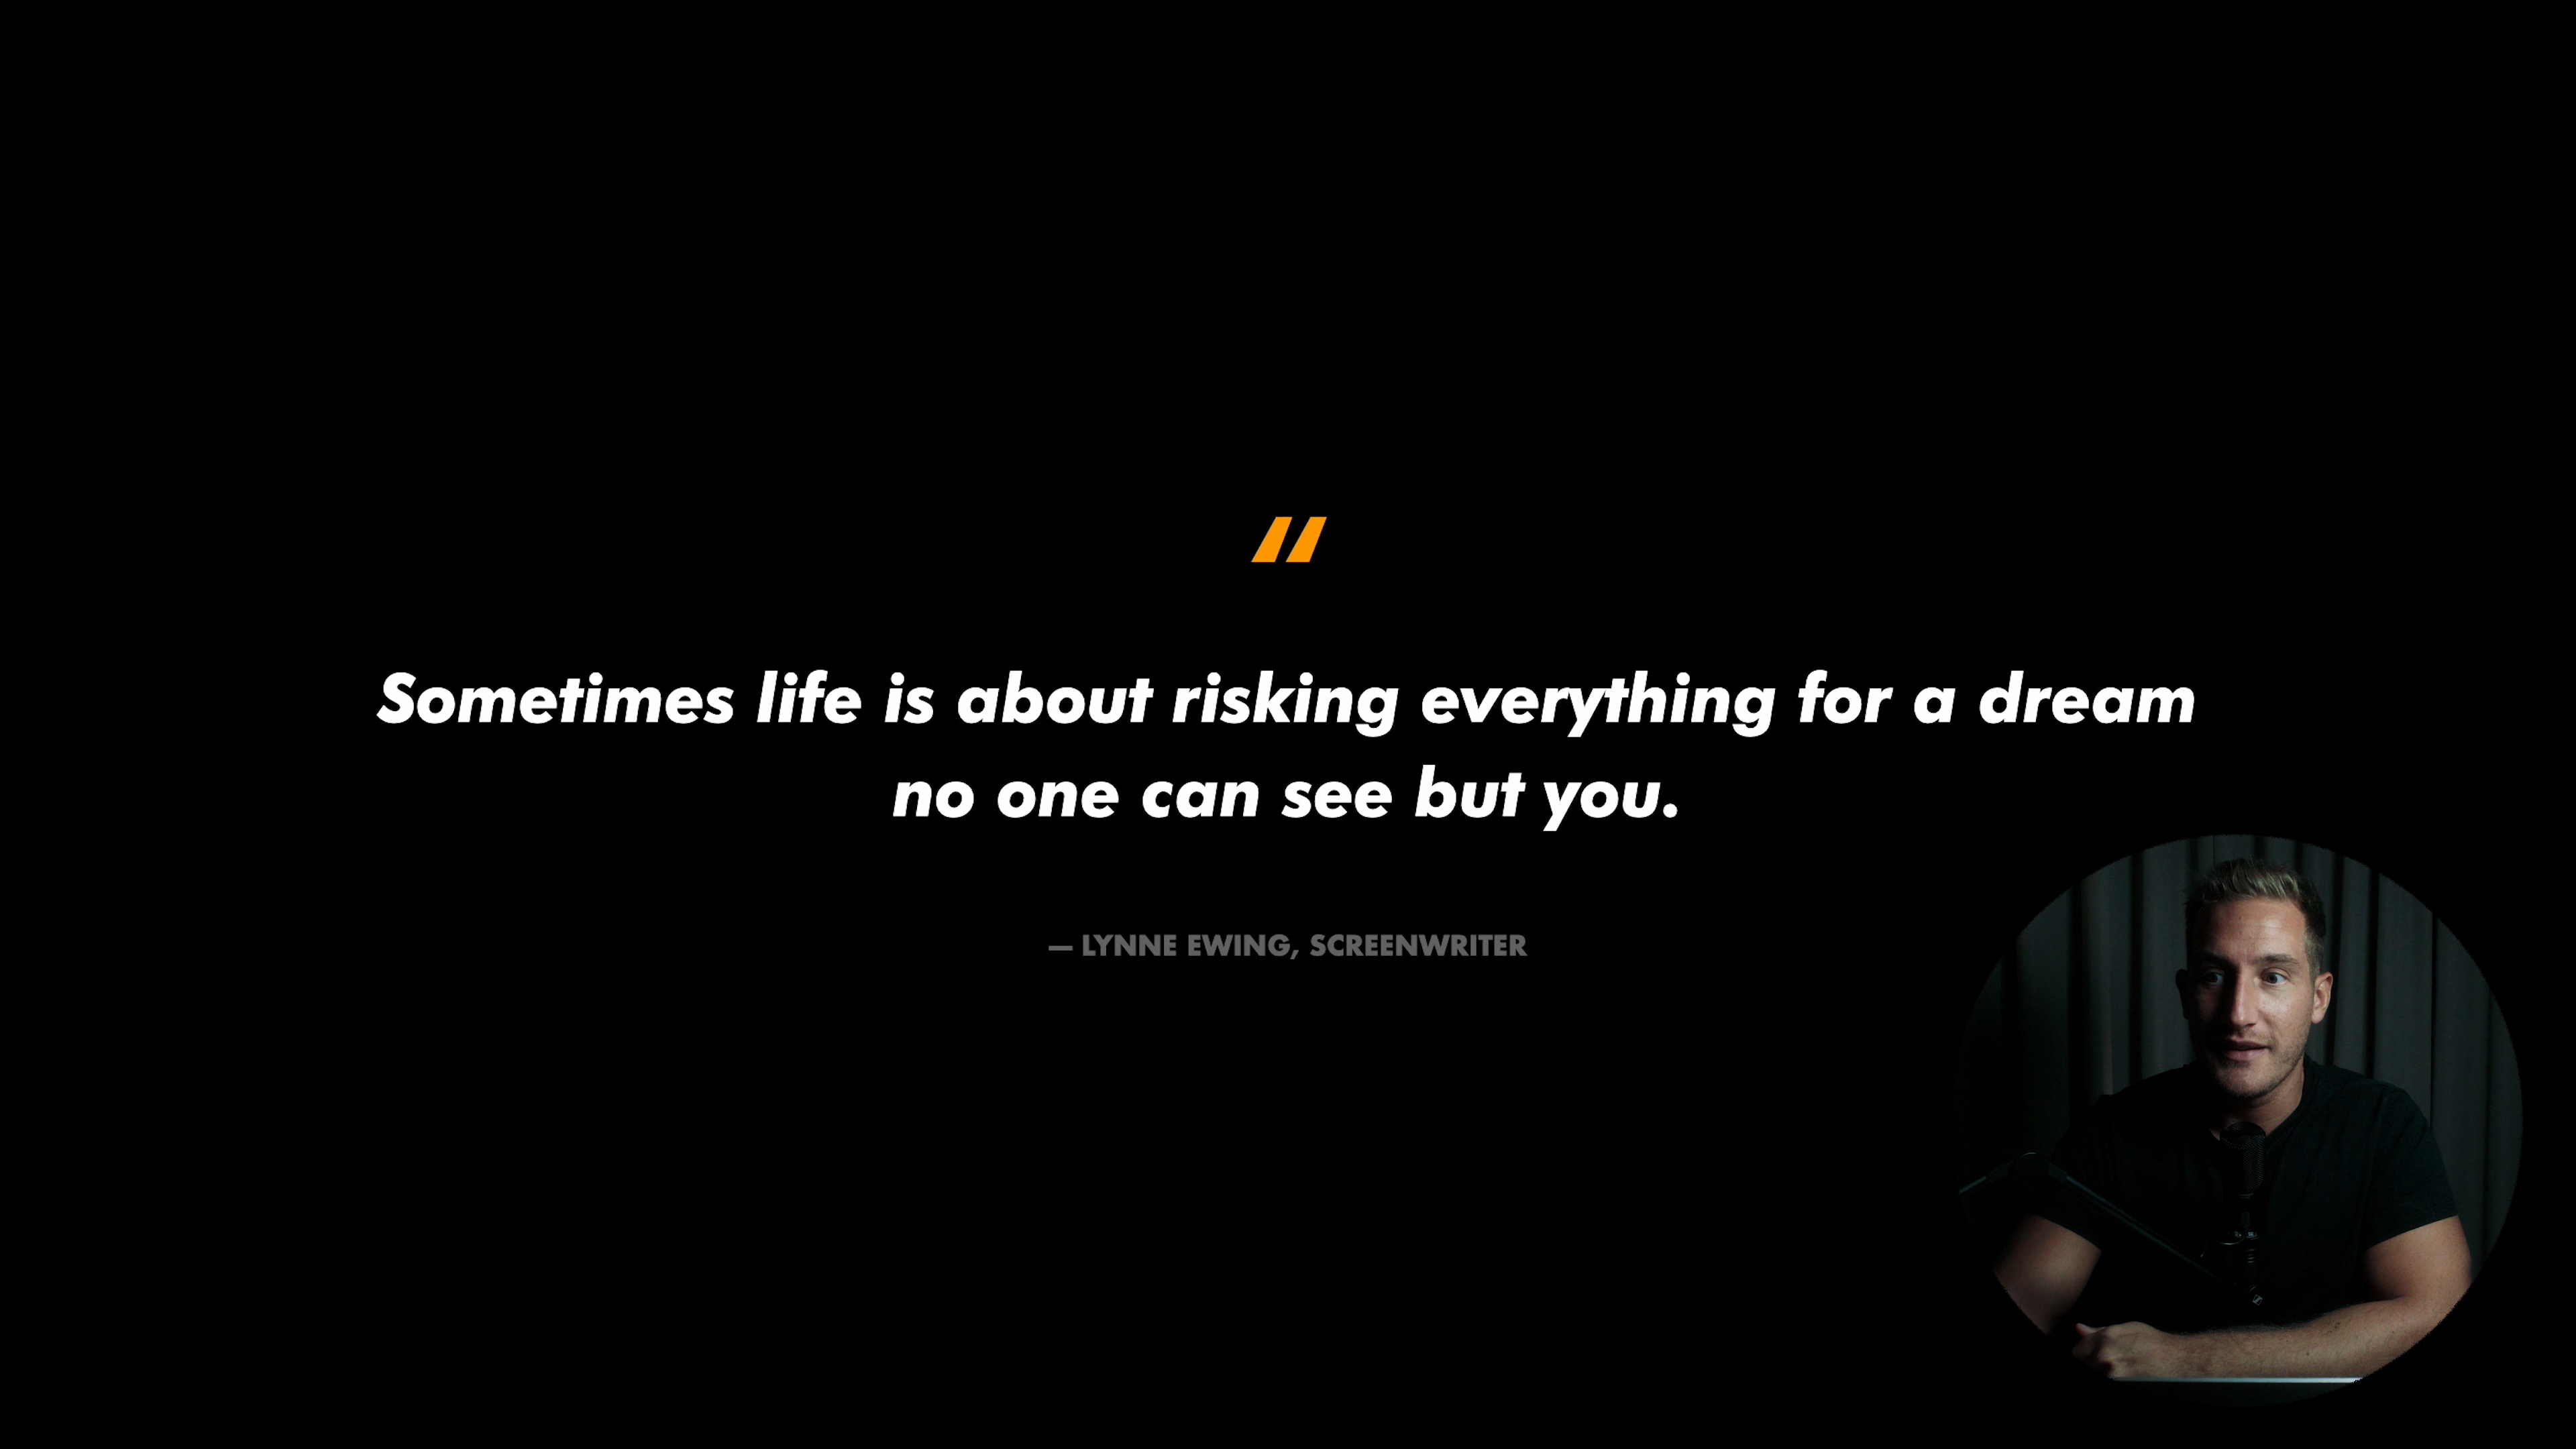 “
Sometimes life is about risking everything for a dream
no one can see but you.
— LYNNE EWING, SCREENWRITER